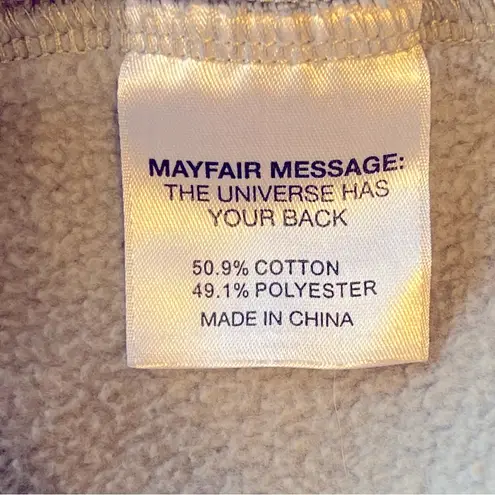 MAYFAIR MESSAGE:
THE UNIVERSE HAS
YOUR BACK
50.9% COTTON
49.1% POLYESTER
MADE IN CHINA